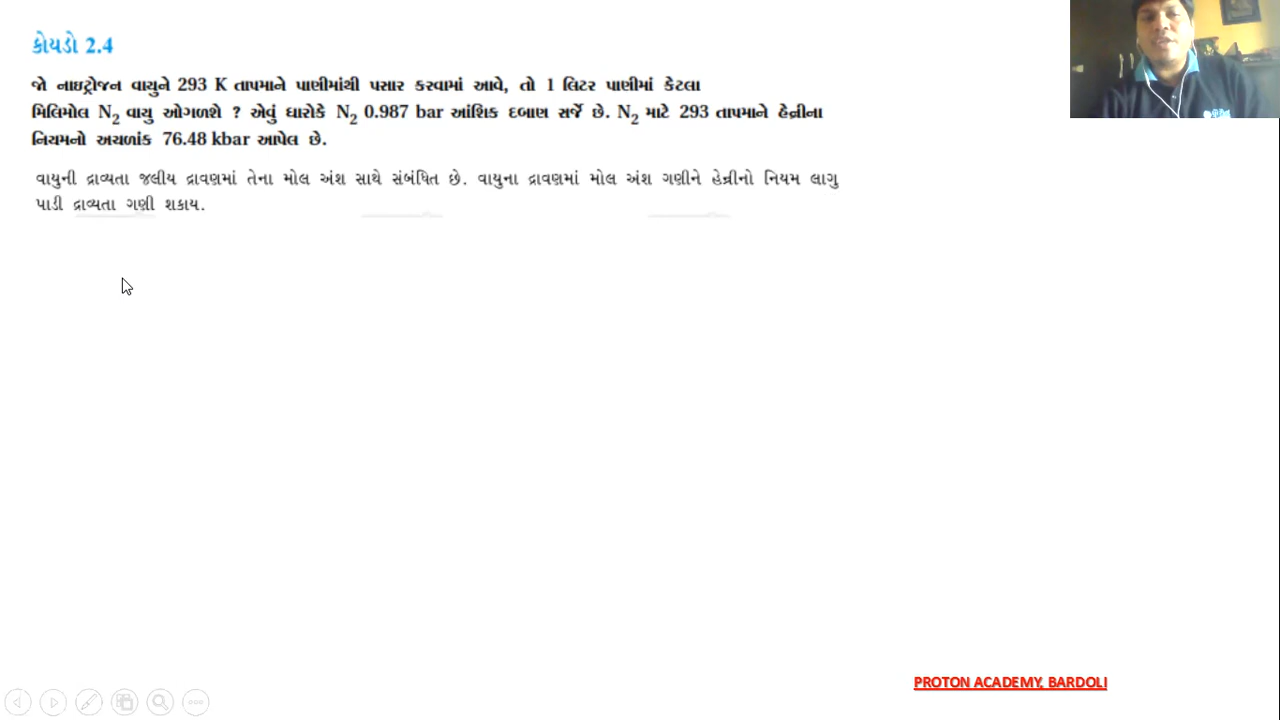 કોયડો 2.4
જો નાઇટ્રોજન વાયુને 293 K તાપમાને પાણીમાંથી પસાર કરવામાં આવે, તો 1 લિટર પાણીમાં કેટલા
મિલિમોલ N₂ વાયુ ઓગળશે ? એવું ધારોકે N₂ 0.987 bar આંશિક દબાણ સર્જે છે. N₂ માટે 293 તાપમાને હેન્રીના
નિયમનો અચળાંક 76.48 kbar આપેલ છે.
વાયુની દ્રાવ્યતા જલીય દ્રાવણમાં તેના મોલ અંશ સાથે સંબંધિત છે. વાયુના દ્રાવણમાં મોલ અંશ ગણીને હેન્રીનો નિયમ લાગુ
પાડી દ્રાવ્યતા ગણી શકાય.
PROTON ACADEMY, BARDOLI